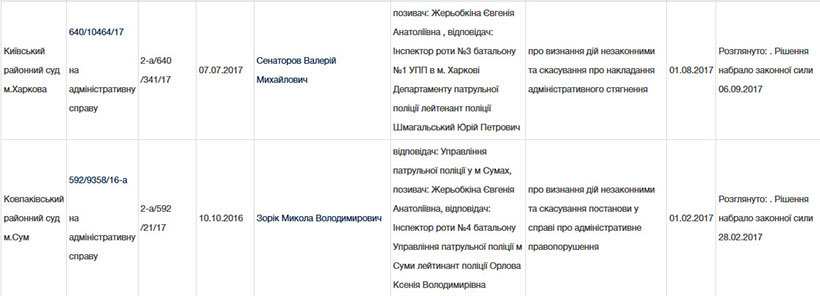 Київський
районний суд
м.Харкова
640/10464/17
на
адміністративну
справу
2-а/640
/341/17
07.07.2017
Сенаторов Валерій
Михайлович
позивач: Жерьобкіна Євгенія
Анатоліївна , відповідач:
Інспектор роти №3 батальону
№1 УПП в м. Харкові
Департаменту патрульної
поліції лейтенант поліції
Шмагальський Юрій Петрович
про визнання дій незаконними
та скасування про накладання
адміністративного стягнення
01.08.2017
Розглянуто: . Рішення
набрало законної сили
06.09.2017
Ковпаківський
районний суд
м.Сум
592/9358/16-а
на
адміністративну
справу
2-а/592
/21/17
10.10.2016
Зорік Микола Володимирович
відповідач: Управління
патрульної поліції у м Сумах,
позивач: Жерьобкіна Євгенія
Анатоліївна, відповідач:
Інспектор роти №4 батальону
Управління патрульної поліції м
Суми лейтинант поліції Орлова
Ксенія Володимирівна
про визнання дій незаконними
та скасування постанови у
справі про адміністративне
правопорушення
01.02.2017
Розглянуто: . Рішення
набрало законної сили
28.02.2017